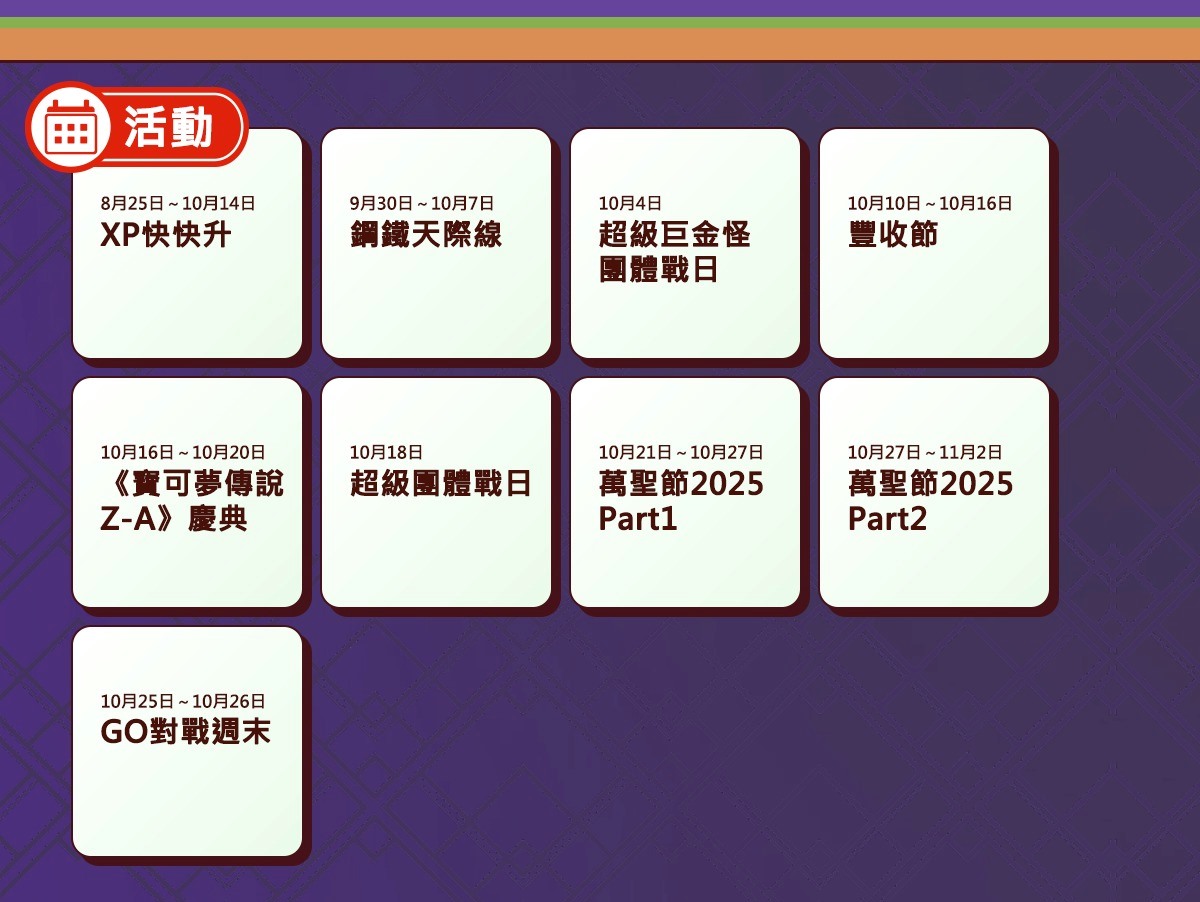 活動
8月25日～10月14日
XP快快升
9月30日～10月7日
鋼鐵天際線
10月4日
超級巨金怪
團體戰日
10月10日～10月16日
豐收節
10月16日～10月20日
《寶可夢傳說
Z-A》慶典
10月18日
超級團體戰日
10月21日～10月27日
萬聖節2025
Part1
10月27日～11月2日
萬聖節2025
Part2
10月25日～10月26日
GO對戰週末